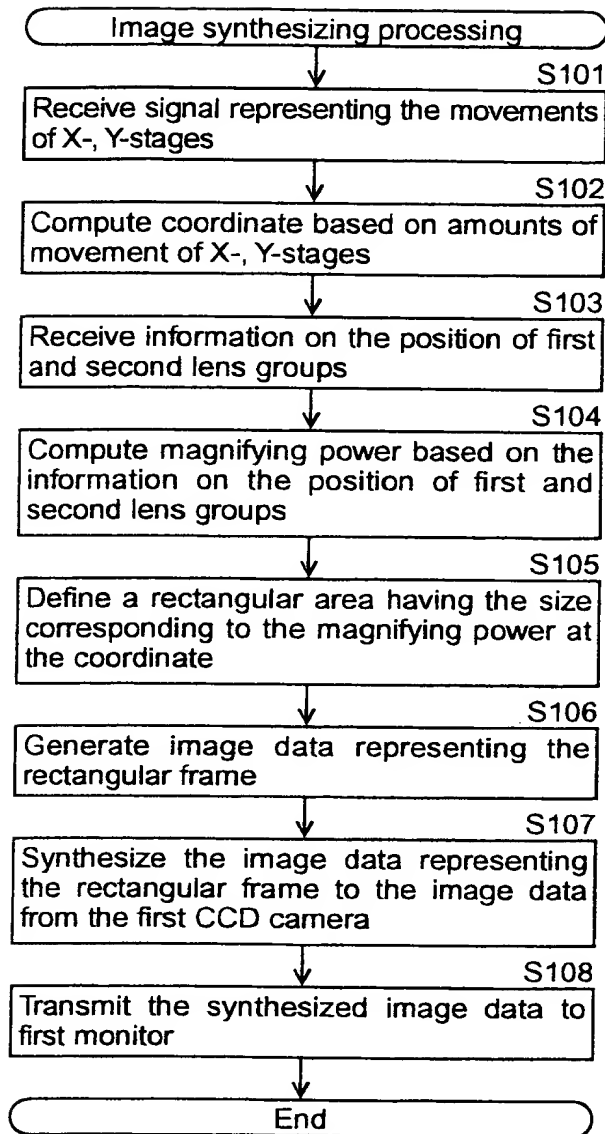 Image synthesizing processing
S101
Receive signal representing the movements
of X-, Y-stages
S102
Compute coordinate based on amounts of
movement of X-, Y-stages
S103
Receive information on the position of first
and second lens groups
S104
Compute magnifying power based on the
information on the position of first and
second lens groups
S105
Define a rectangular area having the size
corresponding to the magnifying power at
the coordinate
S106
Generate image data representing the
rectangular frame
S107
Synthesize the image data representing
the rectangular frame to the image data
from the first CCD camera
S108
Transmit the synthesized image data to
first monitor
End